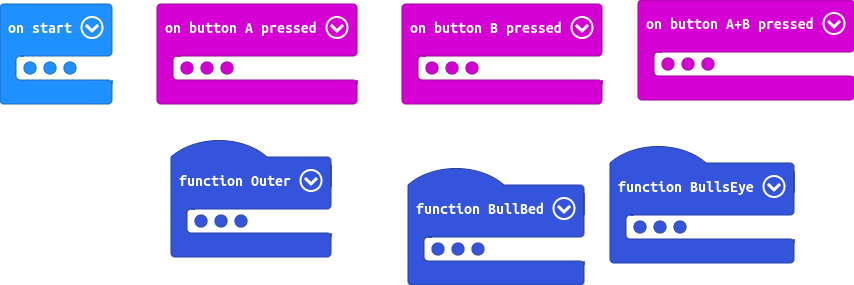 on start
on button A pressed
on button B pressed
on button A+B pressed
function Outer
function BullBed
function BullsEye